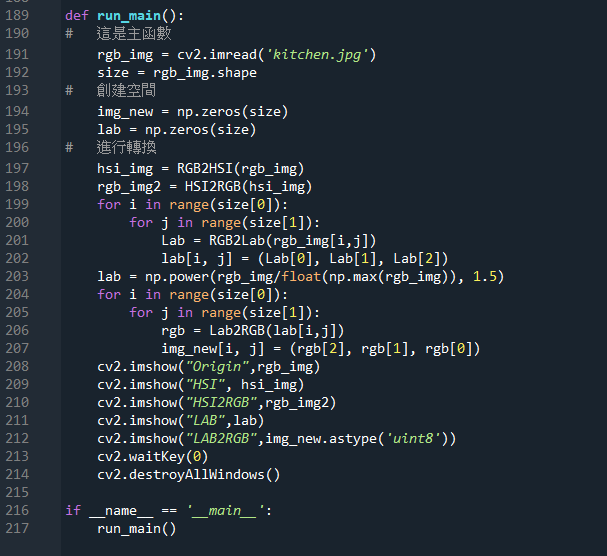 189 def run_main():
190 #   這是主函數
191     rgb_img = cv2.imread('kitchen.jpg')
192     size = rgb_img.shape
193 #   創建空間
194     img_new = np.zeros(size)
195     lab = np.zeros(size)
196 #   進行轉換
197     hsi_img = RGB2HSI(rgb_img)
198     rgb_img2 = HSI2RGB(hsi_img)
199     for i in range(size[0]):
200         for j in range(size[1]):
201             Lab = RGB2Lab(rgb_img[i,j])
202             lab[i, j] = (Lab[0], Lab[1], Lab[2])
203     lab = np.power(rgb_img/float(np.max(rgb_img)), 1.5)
204     for i in range(size[0]):
205         for j in range(size[1]):
206             rgb = Lab2RGB(lab[i,j])
207             img_new[i, j] = (rgb[2], rgb[1], rgb[0])
208     cv2.imshow("Origin",rgb_img)
209     cv2.imshow("HSI", hsi_img)
210     cv2.imshow("HSI2RGB",rgb_img2)
211     cv2.imshow("LAB",lab)
212     cv2.imshow("LAB2RGB",img_new.astype('uint8'))
213     cv2.waitKey(0)
214     cv2.destroyAllWindows()
215
216 if __name__ == '__main__':
217     run_main()